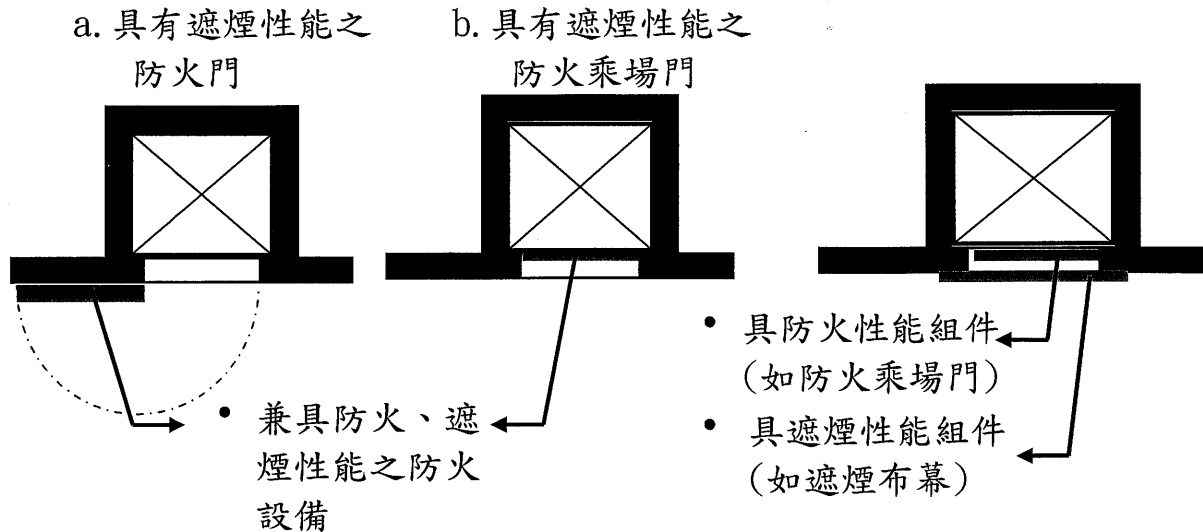 a. 具有遮煙性能之
防火門
b. 具有遮煙性能之
防火乘場門
• 兼具防火、遮
煙性能之防火
設備
• 具防火性能組件
(如防火乘場門)
• 具遮煙性能組件
(如遮煙布幕)